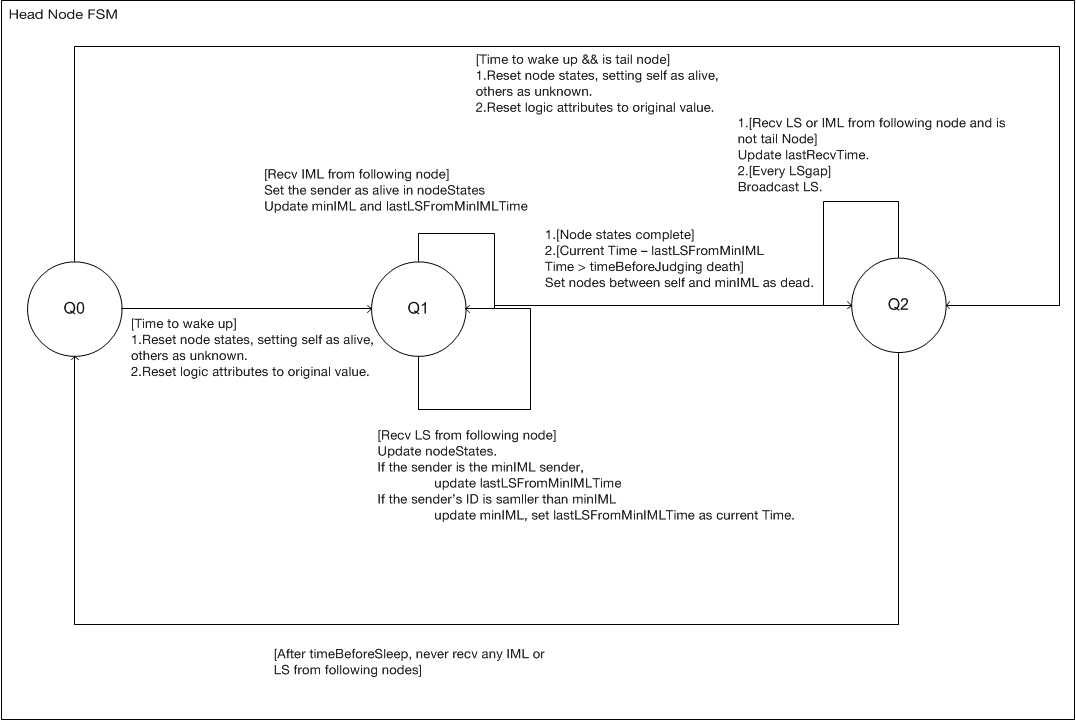 Head Node FSM
[Time to wake up && is tail node]
1.Reset node states, setting self as alive,
others as unknown.
2.Reset logic attributes to original value.
1.[Recv LS or IML from following node and is
not tail Node]
Update lastRecvTime.
2.[Every LSgap]
Broadcast LS.
[Recv IML from following node]
Set the sender as alive in nodeStates
Update minIML and lastLSFromMinIMLTime
1.[Node states complete]
2.[Current Time – lastLSFromMinIML
Time > timeBeforeJudging death]
Set nodes between self and minIML as dead.
Q0
Q1
Q2
[Time to wake up]
1.Reset node states, setting self as alive,
others as unknown.
2.Reset logic attributes to original value.
[Recv LS from following node]
Update nodeStates.
If the sender is the minIML sender,
update lastLSFromMinIMLTime
If the sender's ID is samller than minIML
update minIML, set lastLSFromMinIMLTime as current Time.
[After timeBeforeSleep, never recv any IML or
LS from following nodes]